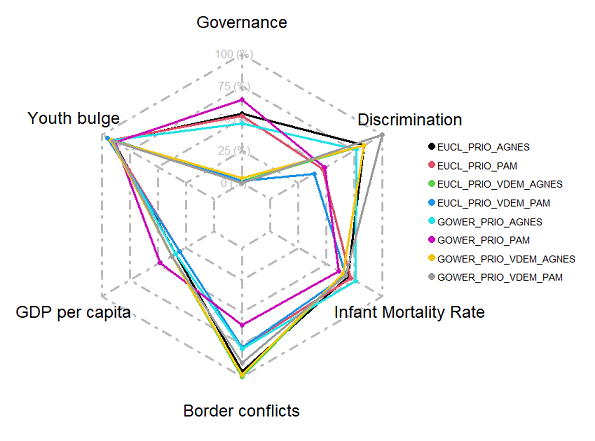 Governance
100 (%)
75 (%)
25 (%)
0 (%)
Youth bulge
Discrimination
EUCL_PRIO_AGNES
EUCL_PRIO_PAM
EUCL_PRIO_VDEM_AGNES
EUCL_PRIO_VDEM_PAM
GOWER_PRIO_AGNES
GOWER_PRIO_PAM
GOWER_PRIO_VDEM_AGNES
GOWER_PRIO_VDEM_PAM
GDP per capita
Infant Mortality Rate
Border conflicts